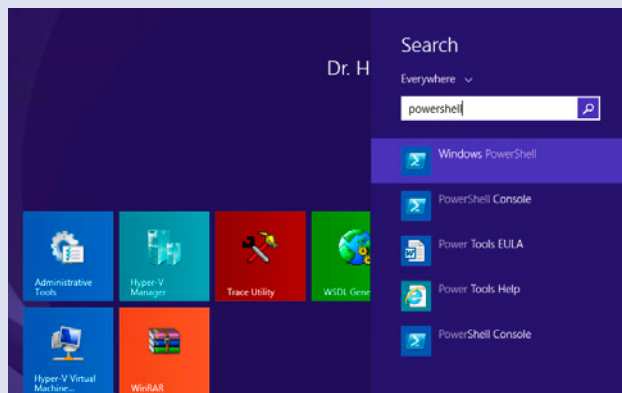 Search
Dr. H
Everywhere
powershell
Windows PowerShell
PowerShell Console
Power Tools EULA
Power Tools Help
PowerShell Console
Administrative
Tools
Hyper-V
Manager
Trace Utility
WSDL Gene
Hyper-V Virtual
Machine...
WinRAR